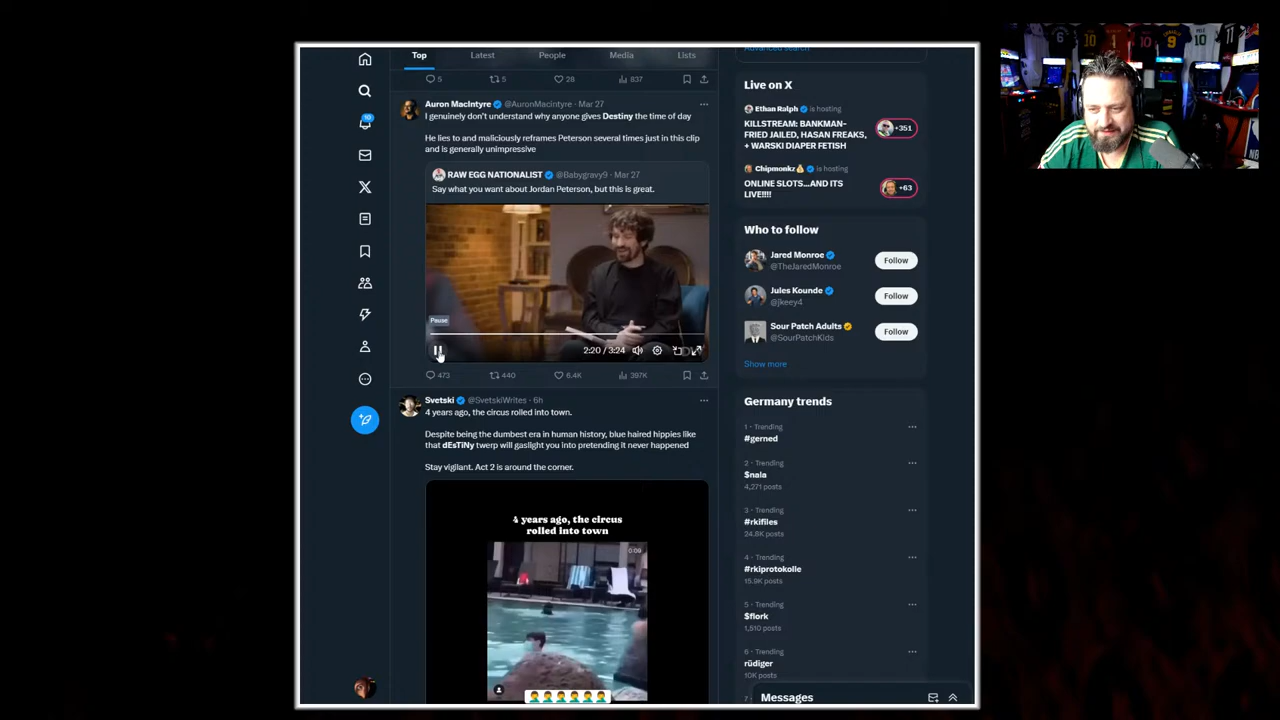 Top
Latest
People
Media
Lists
5
5
28
837
Auron MacIntyre @AuronMacintyre · Mar 27
I genuinely don't understand why anyone gives Destiny the time of day
He lies to and maliciously reframes Peterson several times just in this clip
and is generally unimpressive
RAW EGG NATIONALIST @Babygravy9 · Mar 27
Say what you want about Jordan Peterson, but this is great.
Pause
2:20 / 3:24
473
440
6.4K
397K
Svetski @SvetskiWrites · 6h
4 years ago, the circus rolled into town.
Despite being the dumbest era in human history, blue haired hippies like
that dEsTiNy twerp will gaslight you into pretending it never happened
Stay vigilant. Act 2 is around the corner.
4 years ago, the circus
rolled into town
0:09
Advanced search
Live on X
Ethan Ralph is hosting
KILLSTREAM: BANKMAN-
FRIED JAILED, HASAN FREAKS,
+ WARSKI DIAPER FETISH
+351
Chipmonkz is hosting
ONLINE SLOTS...AND ITS
LIVE!!!!
+63
Who to follow
Jared Monroe
@TheJaredMonroe
Follow
Jules Kounde
@jkeey4
Follow
Sour Patch Adults
@SourPatchKids
Follow
Show more
Germany trends
1 · Trending
#gerned
2 · Trending
$nala
4,271 posts
3 · Trending
#rkifiles
24.8K posts
4 · Trending
#rkiprotokolle
15.9K posts
5 · Trending
$flork
1,510 posts
6 · Trending
rüdiger
10K posts
7 ·
Messages